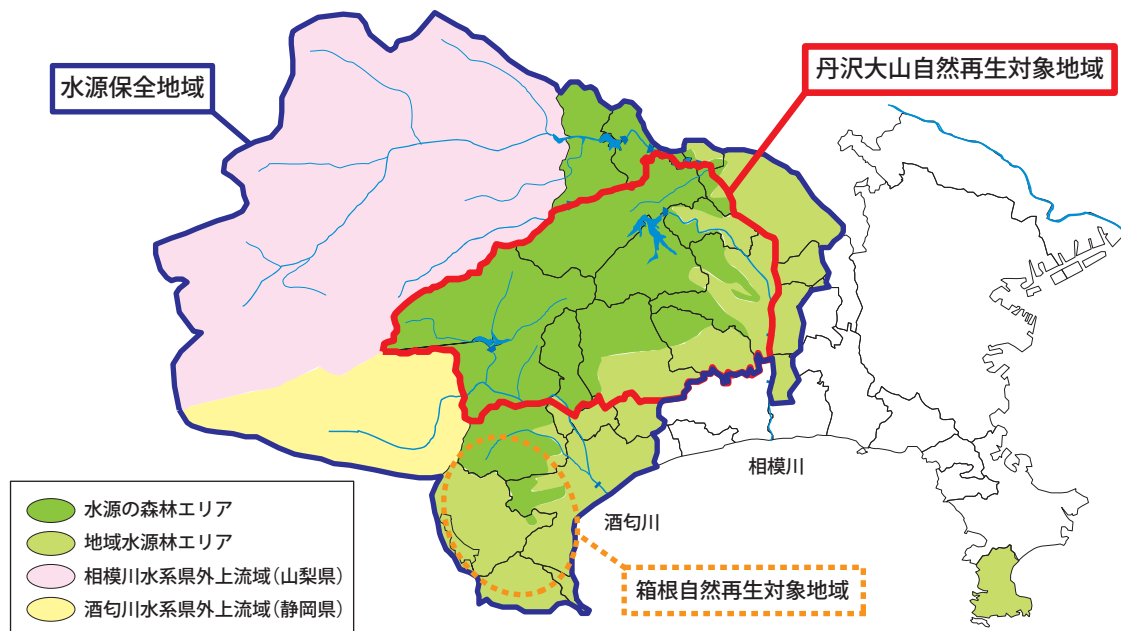 水源保全地域
丹沢大山自然再生対象地域
相模川
酒匂川
箱根自然再生対象地域
水源の森林エリア
地域水源林エリア
相模川水系県外上流域(山梨県)
酒匂川水系県外上流域(静岡県)